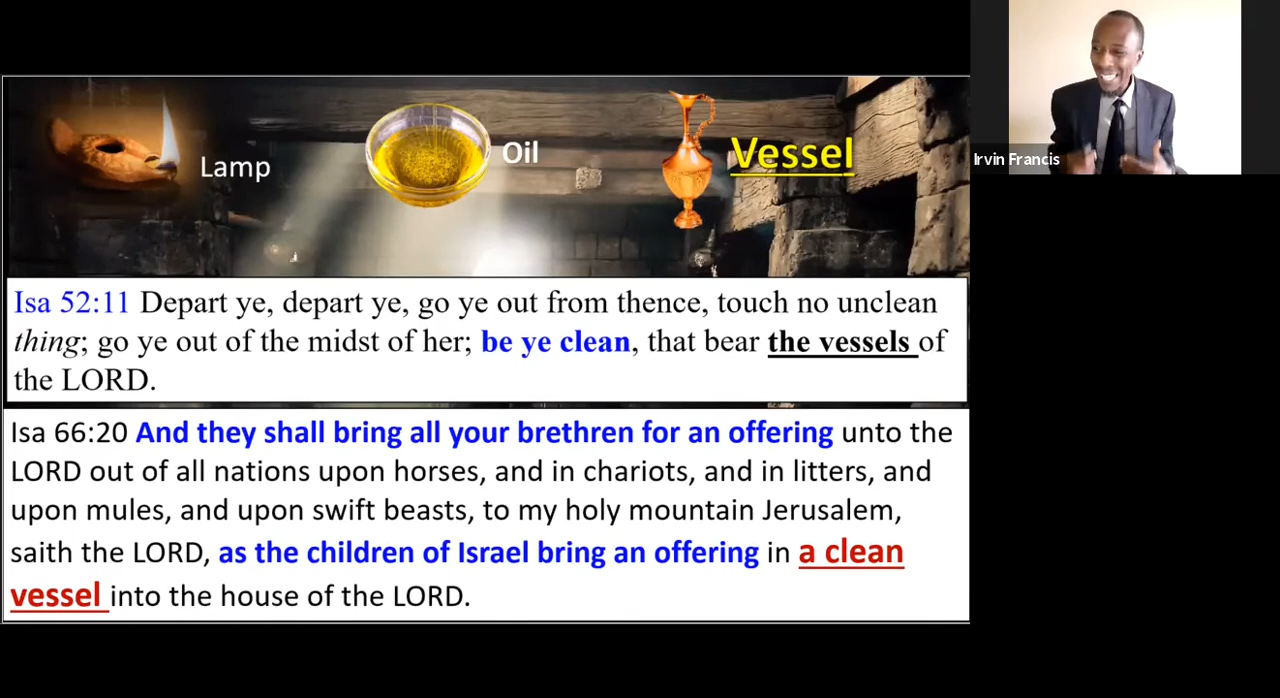 Lamp
Oil
Vessel
Irvin Francis
Isa 52:11 Depart ye, depart ye, go ye out from thence, touch no unclean
thing; go ye out of the midst of her; be ye clean, that bear the vessels of
the LORD.
Isa 66:20 And they shall bring all your brethren for an offering unto the
LORD out of all nations upon horses, and in chariots, and in litters, and
upon mules, and upon swift beasts, to my holy mountain Jerusalem,
saith the LORD, as the children of Israel bring an offering in a clean
vessel into the house of the LORD.